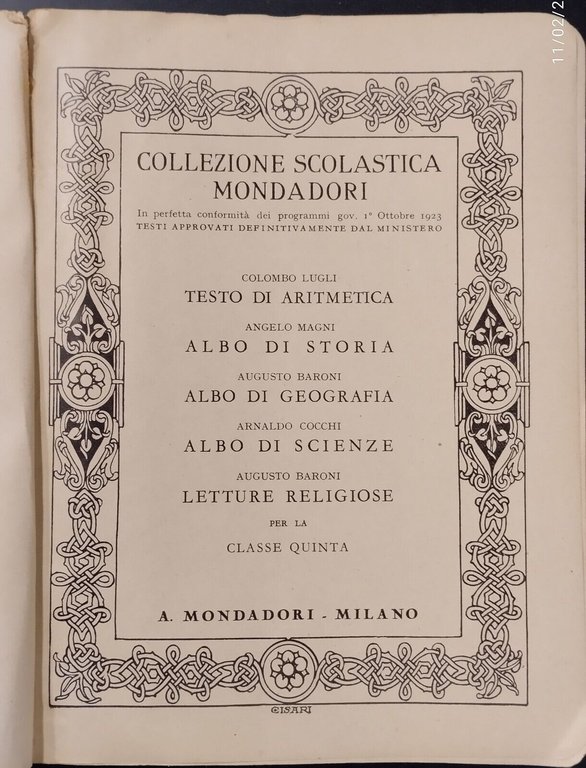 11/02/2
COLLEZIONE SCOLASTICA
MONDADORI
In perfetta conformità dei programmi gov. 1º Ottobre 1923
TESTI APPROVATI DEFINITIVAMENTE DAL MINISTERO
COLOMBO LUGLI
TESTO DI ARITMETICA
ANGELO MAGNI
ALBO DI STORIA
AUGUSTO BARONI
ALBO DI GEOGRAFIA
ARNALDO COCCHI
ALBO DI SCIENZE
AUGUSTO BARONI
LETTURE RELIGIOSE
PER LA
CLASSE QUINTA
A. MONDADORI - MILANO
CISARI